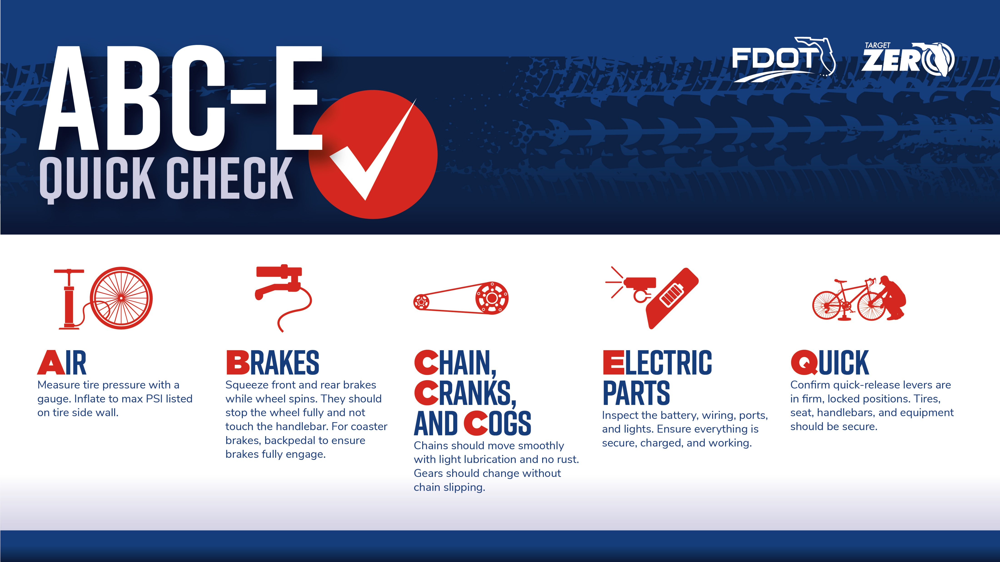 ABC-E
QUICK CHECK
FDOT
TARGET
ZERO
AIR
Measure tire pressure with a
gauge. Inflate to max PSI listed
on tire side wall.
BRAKES
Squeeze front and rear brakes
while wheel spins. They should
stop the wheel fully and not
touch the handlebar. For coaster
brakes, backpedal to ensure
brakes fully engage.
CHAIN,
CRANKS,
AND COGS
Chains should move smoothly
with light lubrication and no rust.
Gears should change without
chain slipping.
ELECTRIC
PARTS
Inspect the battery, wiring, ports,
and lights. Ensure everything is
secure, charged, and working.
QUICK
Confirm quick-release levers are
in firm, locked positions. Tires,
seat, handlebars, and equipment
should be secure.